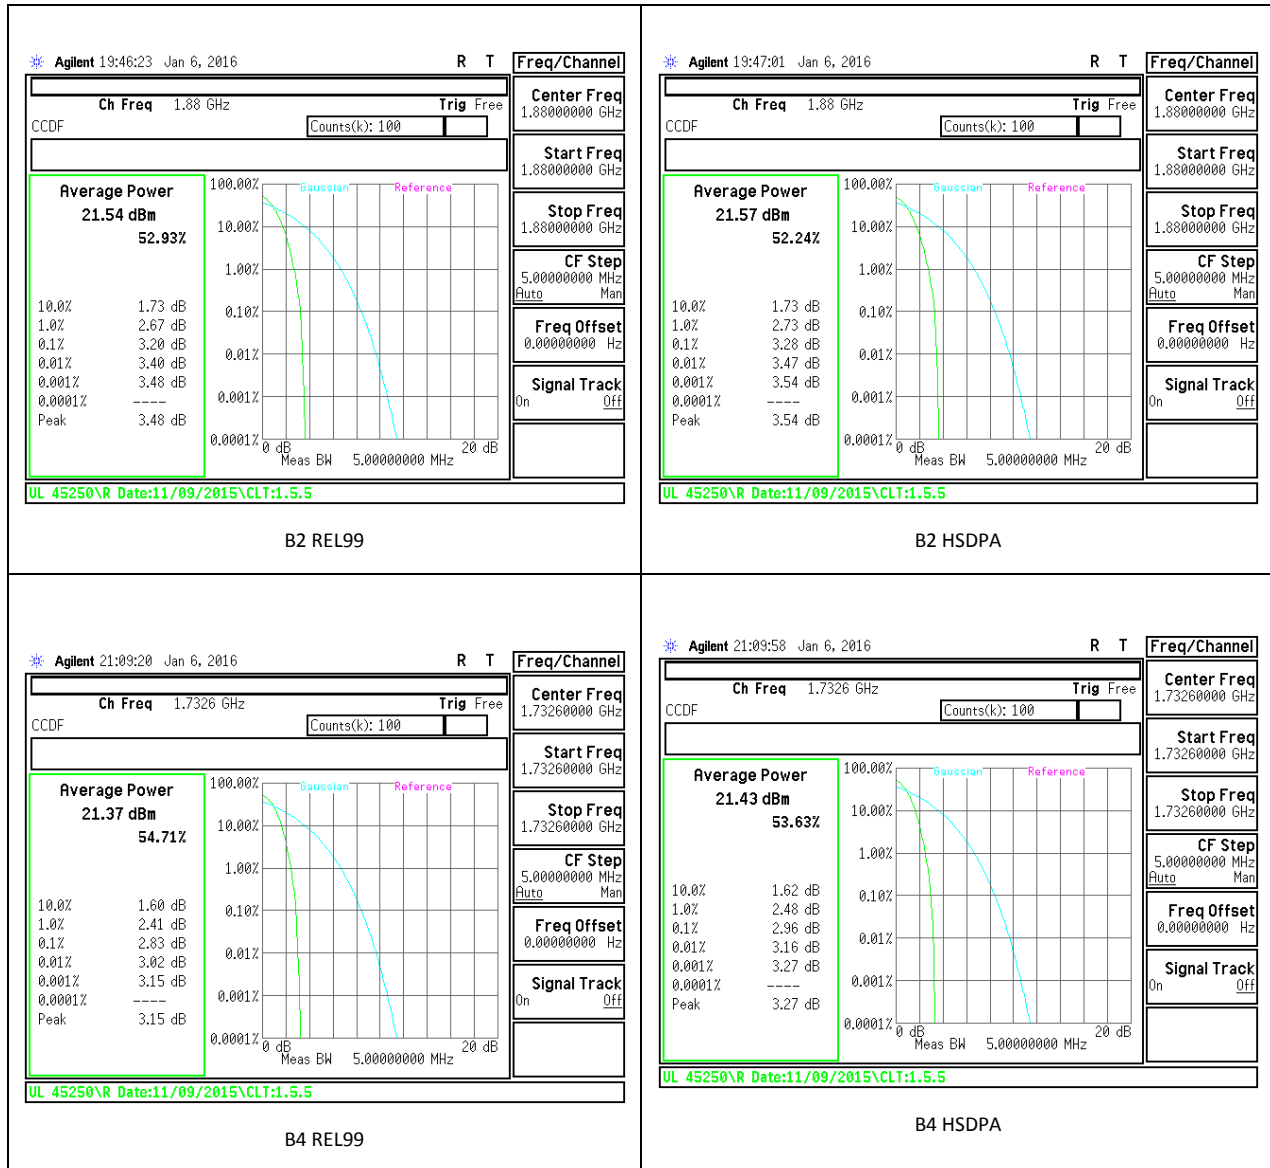 Agilent 19:46:23 Jan 6, 2016 R T
Freq/Channel
Ch Freq 1.88 GHz Trig Free
CCDF Counts(k): 100
Average Power
21.54 dBm
52.93%
10.0% 1.73 dB
1.0% 2.67 dB
0.1% 3.20 dB
0.01% 3.40 dB
0.001% 3.48 dB
0.0001% ----
Peak 3.48 dB
Gaussian Reference
100.00%
10.00%
1.00%
0.10%
0.01%
0.001%
0.0001%
0 dB 20 dB
Meas BW 5.00000000 MHz
Center Freq
1.88000000 GHz
Start Freq
1.88000000 GHz
Stop Freq
1.88000000 GHz
CF Step
5.00000000 MHz
Auto Man
Freq Offset
0.00000000 Hz
Signal Track
On Off
UL 45250\R Date:11/09/2015\CLT:1.5.5
B2 REL99
Agilent 19:47:01 Jan 6, 2016 R T
Freq/Channel
Ch Freq 1.88 GHz Trig Free
CCDF Counts(k): 100
Average Power
21.57 dBm
52.24%
10.0% 1.73 dB
1.0% 2.73 dB
0.1% 3.28 dB
0.01% 3.47 dB
0.001% 3.54 dB
0.0001% ----
Peak 3.54 dB
Gaussian Reference
100.00%
10.00%
1.00%
0.10%
0.01%
0.001%
0.0001%
0 dB 20 dB
Meas BW 5.00000000 MHz
Center Freq
1.88000000 GHz
Start Freq
1.88000000 GHz
Stop Freq
1.88000000 GHz
CF Step
5.00000000 MHz
Auto Man
Freq Offset
0.00000000 Hz
Signal Track
On Off
UL 45250\R Date:11/09/2015\CLT:1.5.5
B2 HSDPA
Agilent 21:09:20 Jan 6, 2016 R T
Freq/Channel
Ch Freq 1.7326 GHz Trig Free
CCDF Counts(k): 100
Average Power
21.37 dBm
54.71%
10.0% 1.60 dB
1.0% 2.41 dB
0.1% 2.83 dB
0.01% 3.02 dB
0.001% 3.15 dB
0.0001% ----
Peak 3.15 dB
Gaussian Reference
100.00%
10.00%
1.00%
0.10%
0.01%
0.001%
0.0001%
0 dB 20 dB
Meas BW 5.00000000 MHz
Center Freq
1.73260000 GHz
Start Freq
1.73260000 GHz
Stop Freq
1.73260000 GHz
CF Step
5.00000000 MHz
Auto Man
Freq Offset
0.00000000 Hz
Signal Track
On Off
UL 45250\R Date:11/09/2015\CLT:1.5.5
B4 REL99
Agilent 21:09:58 Jan 6, 2016 R T
Freq/Channel
Ch Freq 1.7326 GHz Trig Free
CCDF Counts(k): 100
Average Power
21.43 dBm
53.63%
10.0% 1.62 dB
1.0% 2.48 dB
0.1% 2.96 dB
0.01% 3.16 dB
0.001% 3.27 dB
0.0001% ----
Peak 3.27 dB
Gaussian Reference
100.00%
10.00%
1.00%
0.10%
0.01%
0.001%
0.0001%
0 dB 20 dB
Meas BW 5.00000000 MHz
Center Freq
1.73260000 GHz
Start Freq
1.73260000 GHz
Stop Freq
1.73260000 GHz
CF Step
5.00000000 MHz
Auto Man
Freq Offset
0.00000000 Hz
Signal Track
On Off
UL 45250\R Date:11/09/2015\CLT:1.5.5
B4 HSDPA